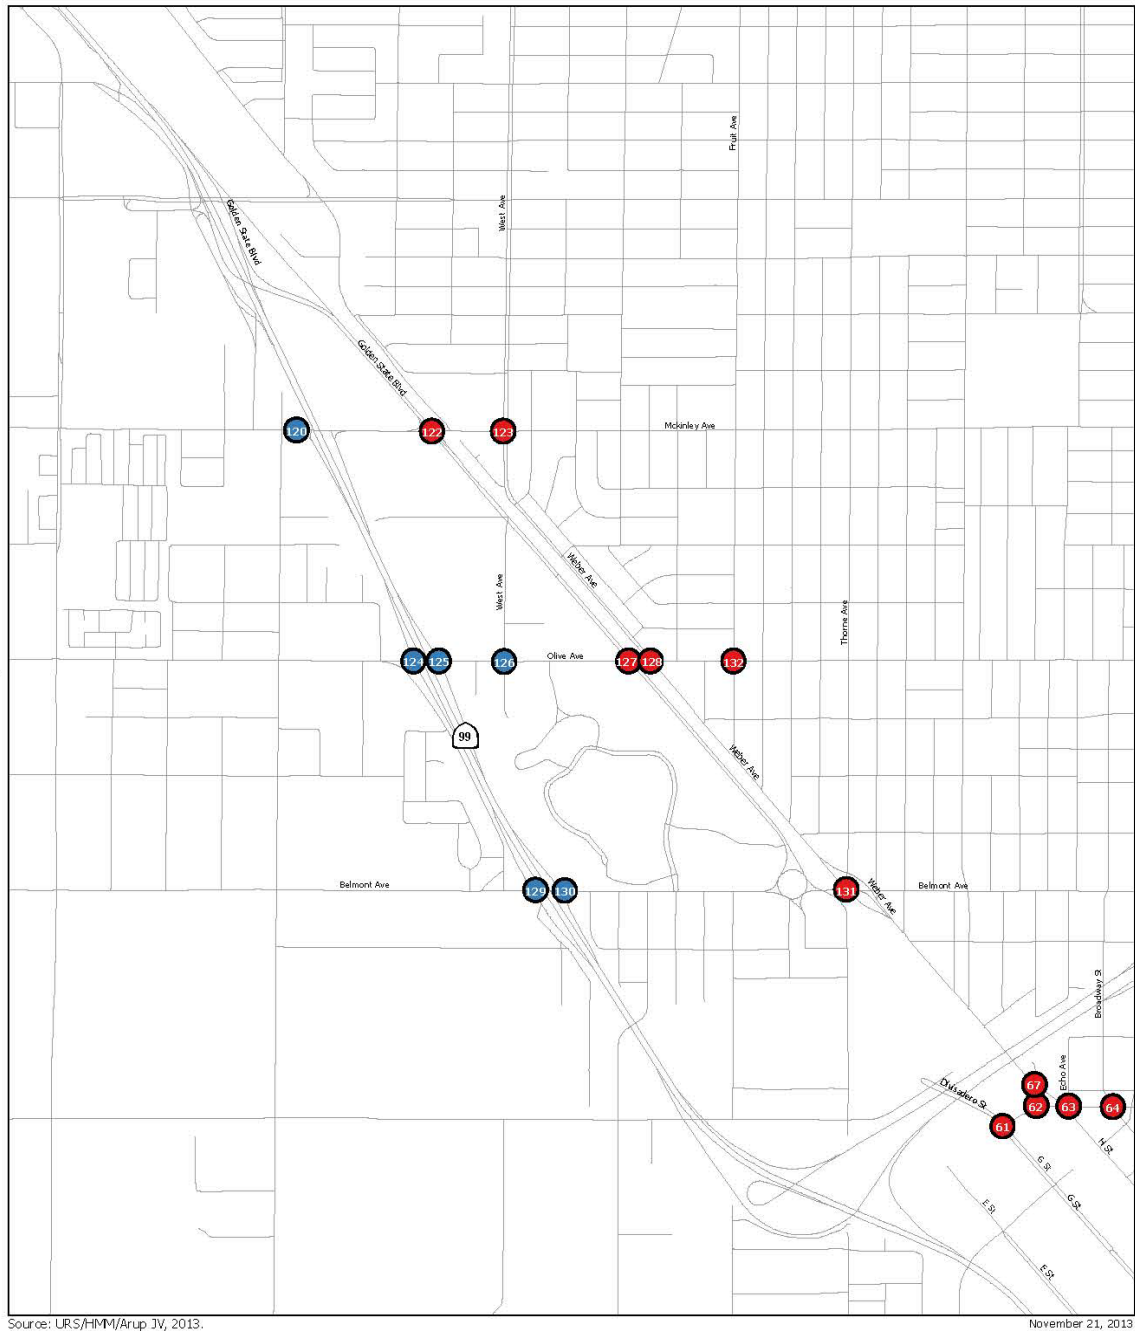 Fruit Ave
West Ave
Golden State Blvd
Golden State Blvd
120
122
123
Mckinley Ave
Weber Ave
West Ave
Thorne Ave
Olive Ave
124
125
126
127
128
132
99
Weber Ave
Belmont Ave
129
130
131
Weber Ave
Belmont Ave
Broadway St
Echo Ave
67
Divisadero St
62
63
64
61
H St
G St
G St
E St
E St
Source: URS/HMM/Arup JV, 2013.
November 21, 2013